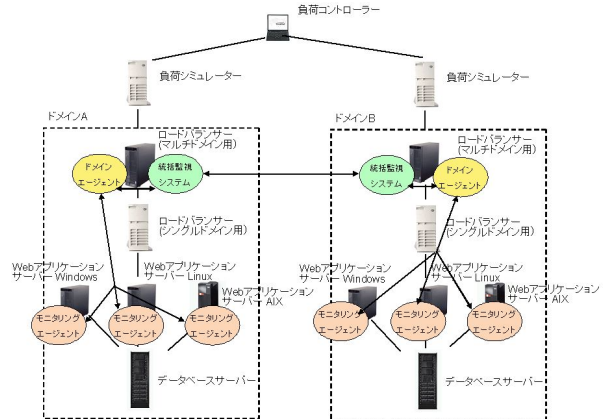 負荷コントローラー
負荷シミュレーター
負荷シミュレーター
ドメインA
ドメインB
ロードバランサー
(マルチドメイン用)
ロードバランサー
(マルチドメイン用)
ドメイン
エージェント
統括監視
システム
統括監視
システム
ドメイン
エージェント
ロードバランサー
(シングルドメイン用)
ロードバランサー
(シングルドメイン用)
Webアプリケーション
サーバー Windows
Webアプリケーション
サーバー Linux
Webアプリケーション
サーバー AIX
Webアプリケーション
サーバー Windows
Webアプリケーション
サーバー Linux
Webアプリケーション
サーバー AIX
モニタリング
エージェント
モニタリング
エージェント
モニタリング
エージェント
モニタリング
エージェント
モニタリング
エージェント
モニタリング
エージェント
データベースサーバー
データベースサーバー